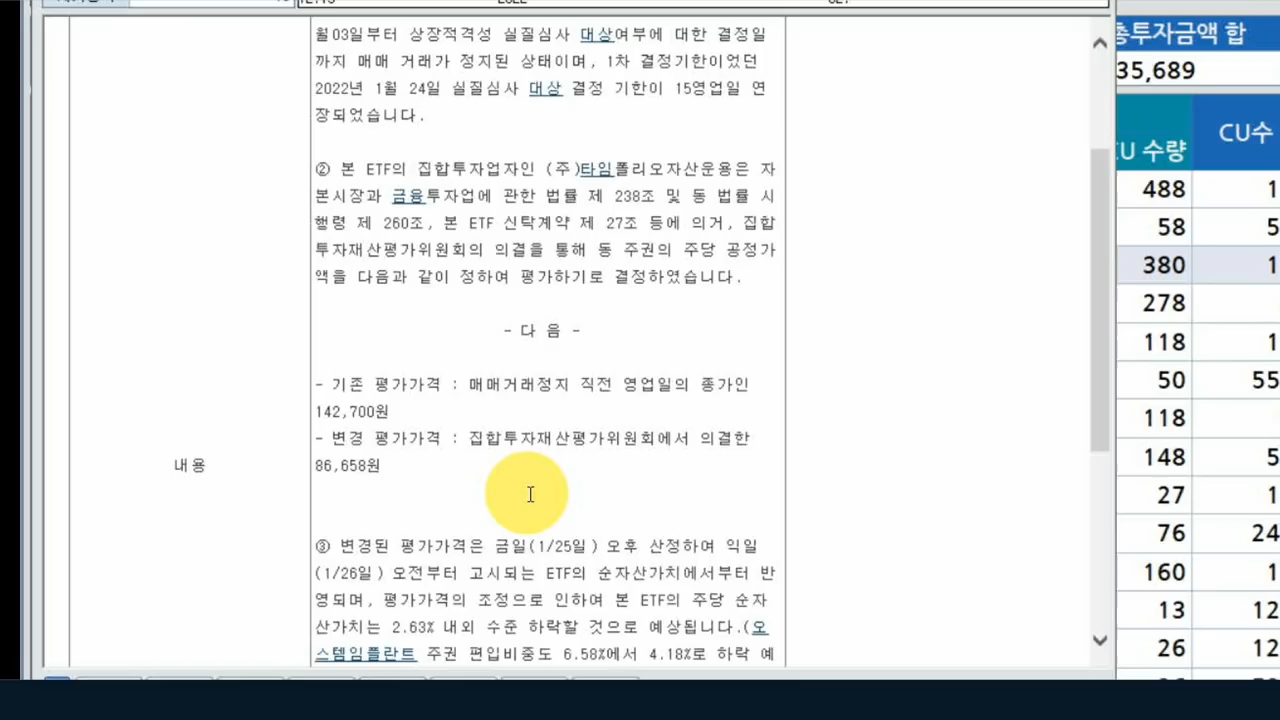 월03일부터 상장적격성 실질심사 대상여부에 대한 결정일
까지 매매 거래가 정지된 상태이며, 1차 결정기한이었던
2022년 1월 24일 실질심사 대상 결정 기한이 15영업일 연
장되었습니다.
② 본 ETF의 집합투자업자인 (주)타임폴리오자산운용은 자
본시장과 금융투자업에 관한 법률 제 238조 및 동 법률 시
행령 제 260조, 본 ETF 신탁계약 제 27조 등에 의거, 집합
투자재산평가위원회의 의결을 통해 동 주권의 주당 공정가
액을 다음과 같이 정하여 평가하기로 결정하였습니다.
- 다 음 -
- 기존 평가가격 : 매매거래정지 직전 영업일의 종가인
142,700원
- 변경 평가가격 : 집합투자재산평가위원회에서 의결한
내용
86,658원
③ 변경된 평가가격은 금일(1/25일) 오후 산정하여 익일
(1/26일) 오전부터 고시되는 ETF의 순자산가치에서부터 반
영되며, 평가가격의 조정으로 인하여 본 ETF의 주당 순자
산가치는 2.63% 내외 수준 하락할 것으로 예상됩니다.(오
스템임플란트 주권 편입비중도 6.58%에서 4.18%로 하락 예
총투자금액 합
35,689
CU 수량 CU수
488 1
58 5
380 1
278
118 1
50 55
118
148 5
27 1
76 24
160 1
13 12
26 12